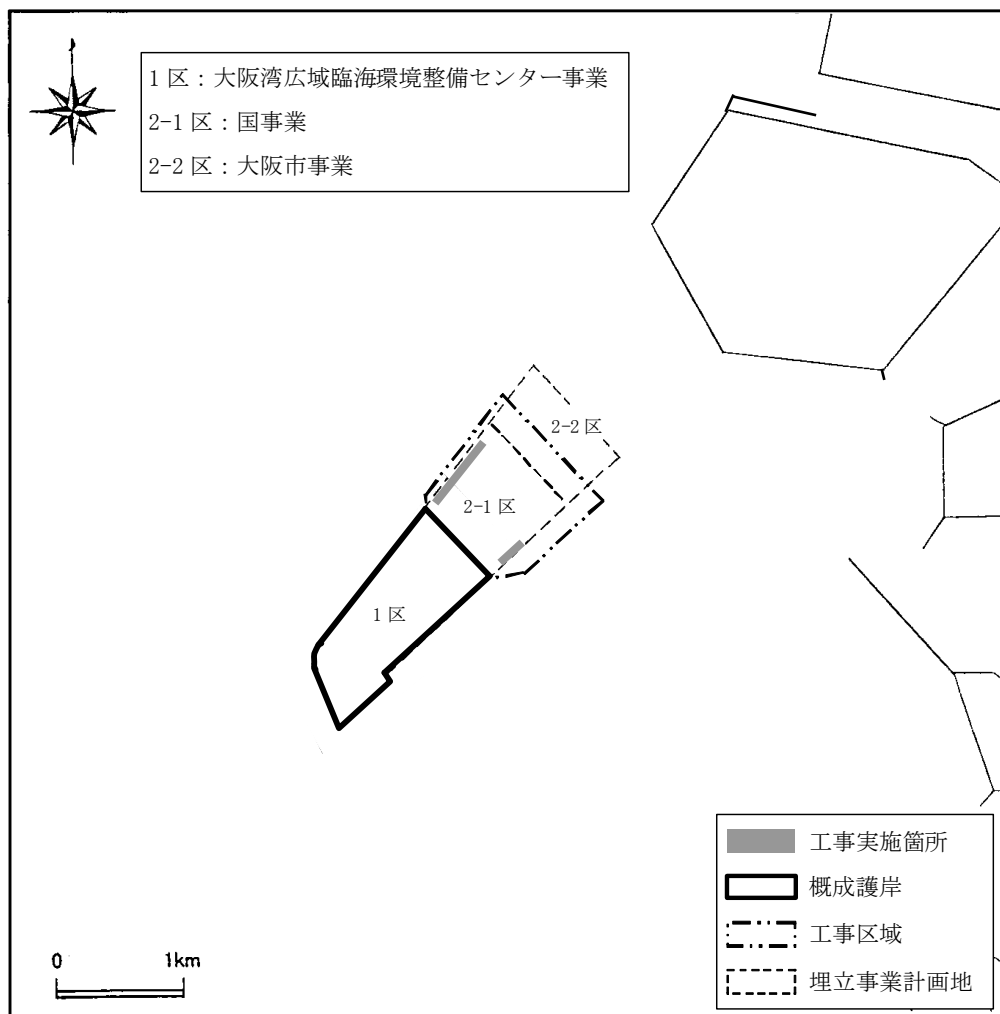 1 区：大阪湾広域臨海環境整備センター事業
2-1 区：国事業
2-2 区：大阪市事業
2-2 区
2-1 区
1 区
工事実施箇所
概成護岸
工事区域
埋立事業計画地
0 1km